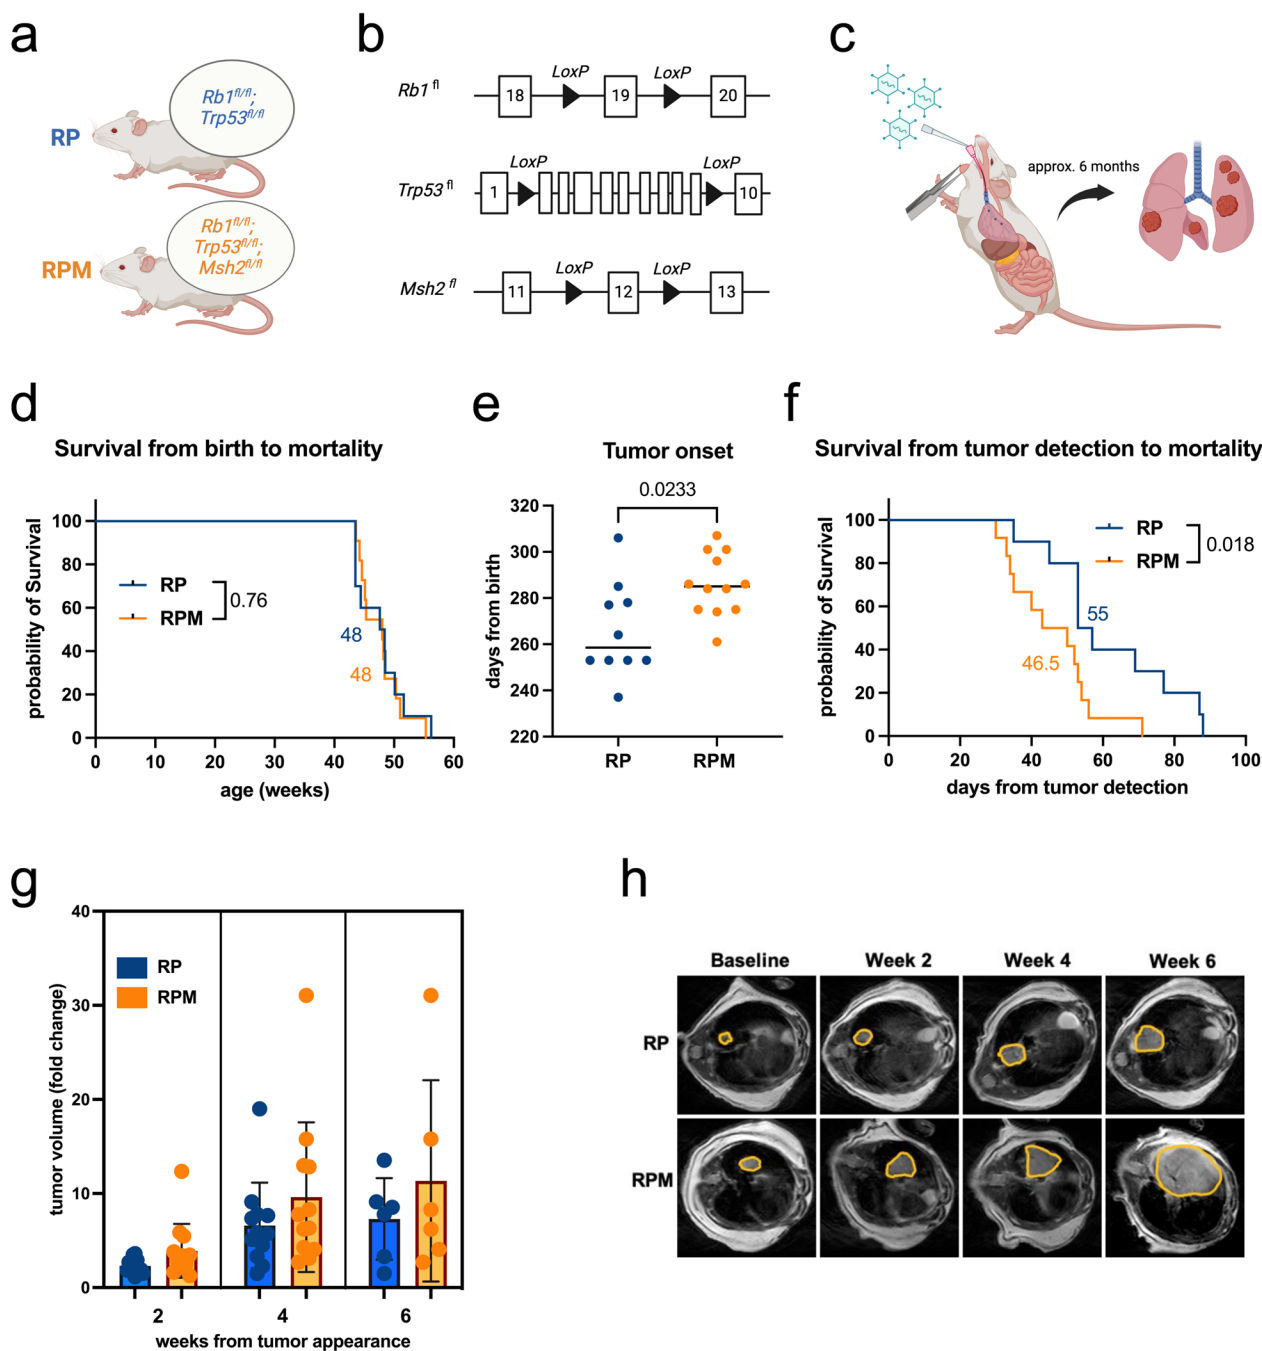 a
RP
Rb1fl/fl;
Trp53fl/fl
RPM
Rb1fl/fl;
Trp53fl/fl;
Msh2fl/fl
b
Rb1 fl
LoxP LoxP
18 19 20
Trp53 fl
LoxP LoxP
1 10
Msh2 fl
LoxP LoxP
11 12 13
c
approx. 6 months
d
Survival from birth to mortality
probability of Survival
100
80
60
40
20
0
RP
RPM
0.76
48
48
0 10 20 30 40 50 60
age (weeks)
e
Tumor onset
0.0233
days from birth
320
300
280
260
240
220
RP RPM
f
Survival from tumor detection to mortality
probability of Survival
100
80
60
40
20
0
RP
RPM
0.018
55
46.5
0 20 40 60 80 100
days from tumor detection
g
tumor volume (fold change)
40
30
20
10
0
RP
RPM
2 4 6
weeks from tumor appearance
h
Baseline Week 2 Week 4 Week 6
RP
RPM